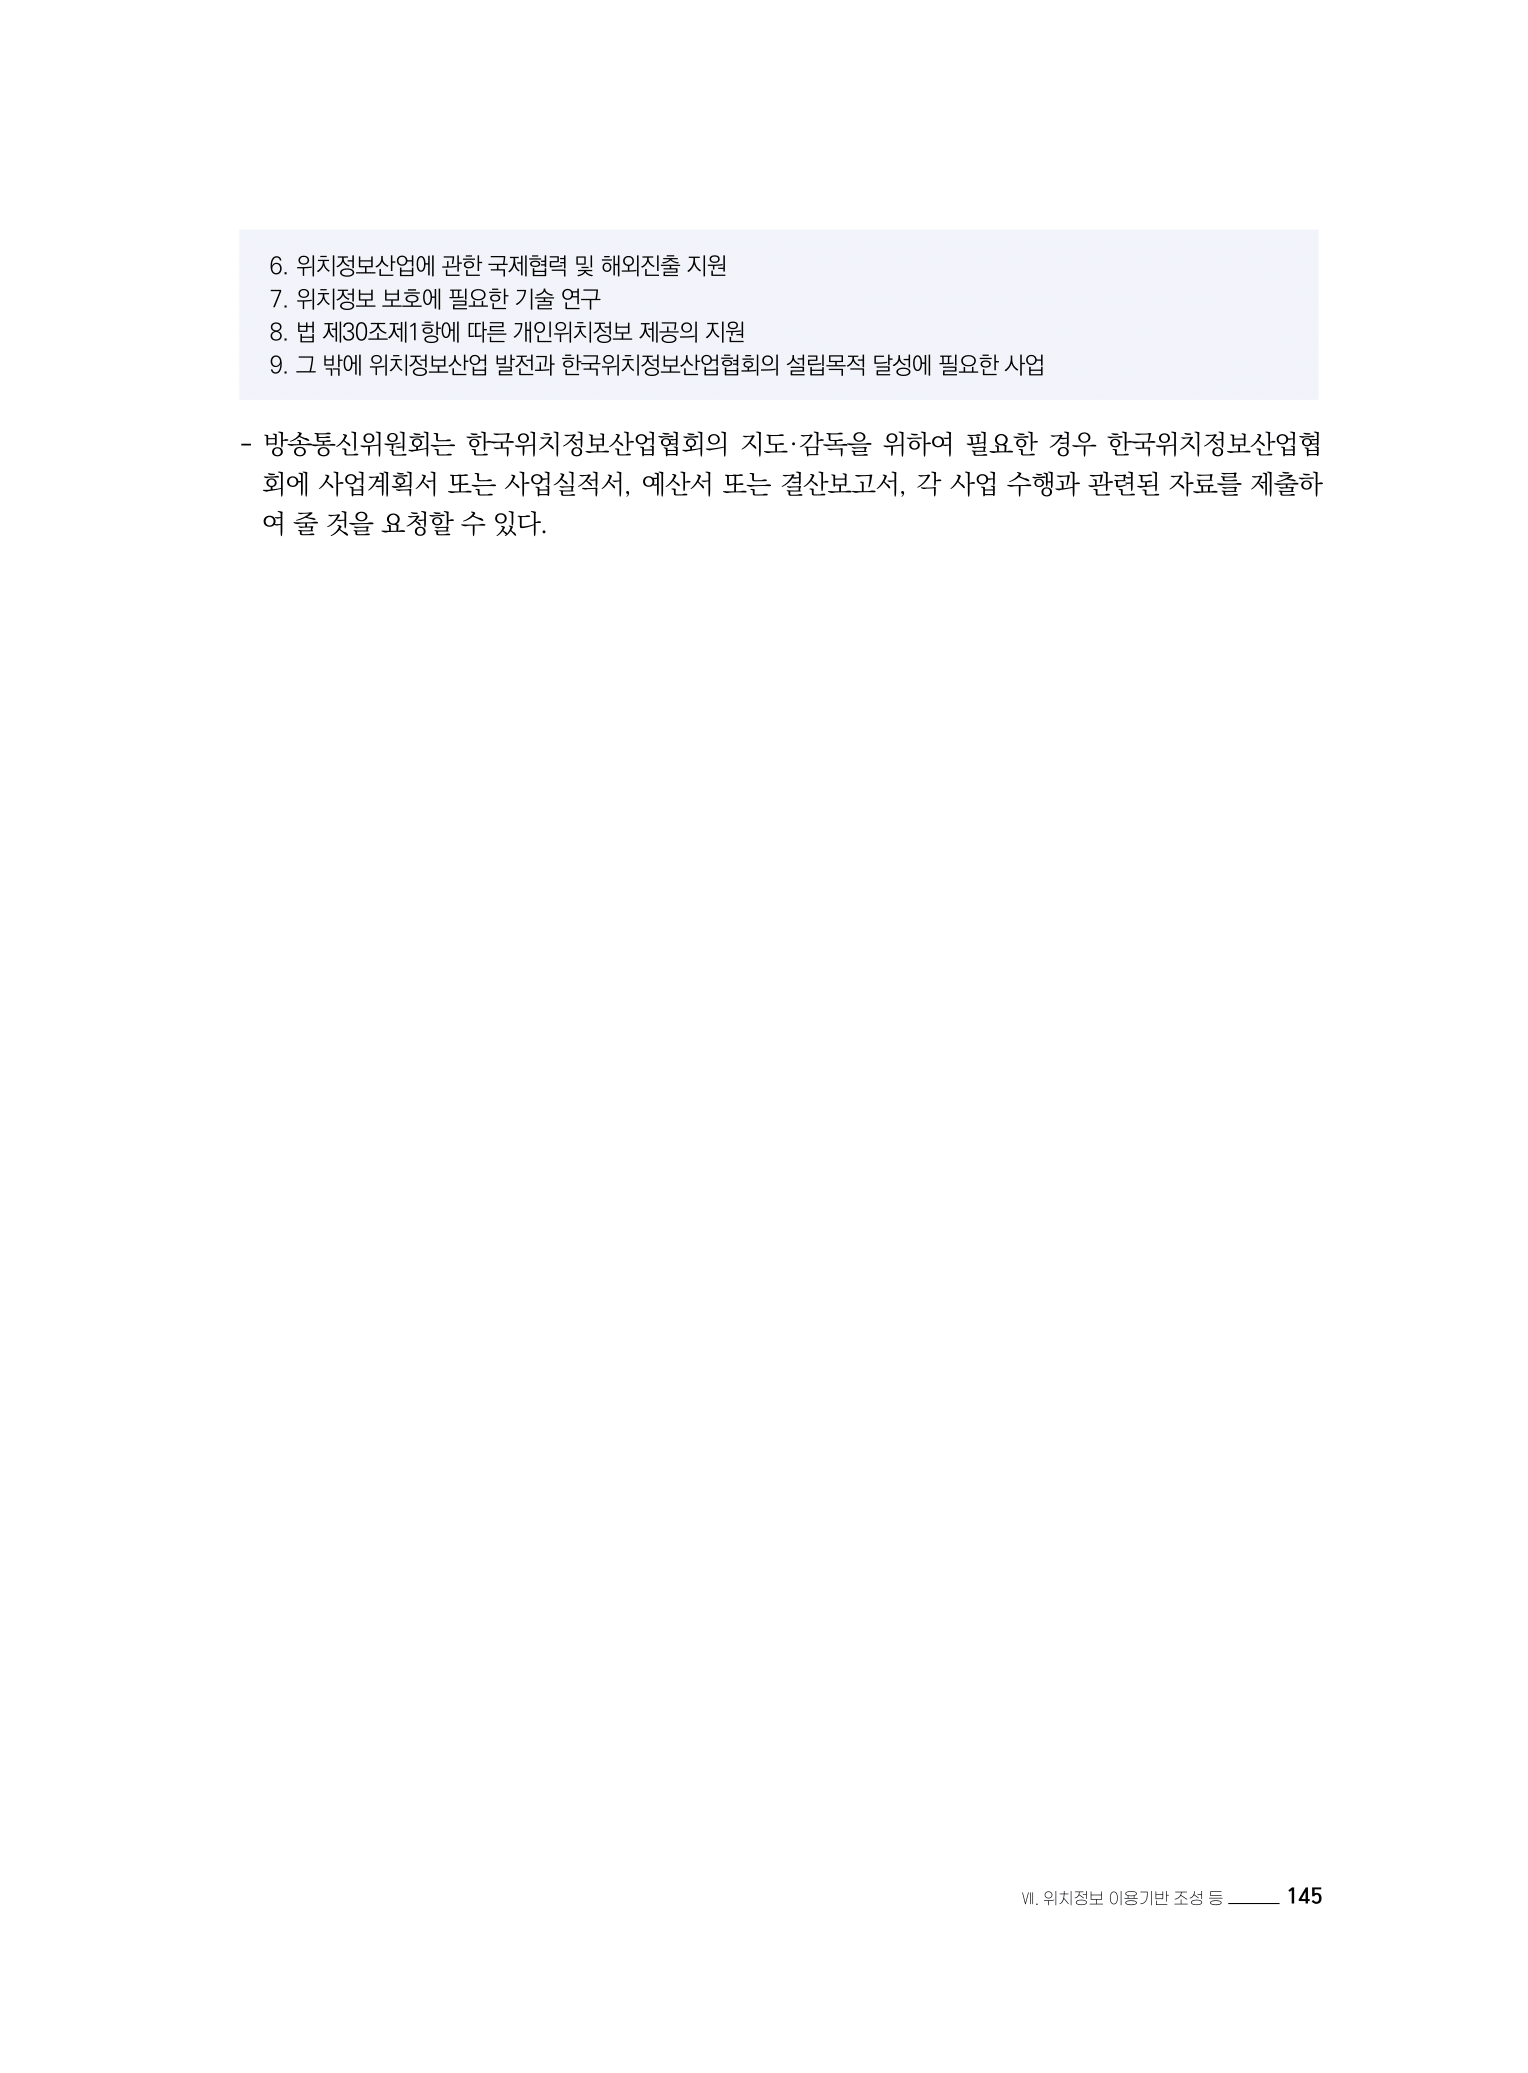 6. 위치정보산업에 관한 국제협력 및 해외진출 지원
7. 위치정보 보호에 필요한 기술 연구
8. 법 제30조제1항에 따른 개인위치정보 제공의 지원
9. 그 밖에 위치정보산업 발전과 한국위치정보산업협회의 설립목적 달성에 필요한 사업
- 방송통신위원회는 한국위치정보산업협회의 지도·감독을 위하여 필요한 경우 한국위치정보산업협
회에 사업계획서 또는 사업실적서, 예산서 또는 결산보고서, 각 사업 수행과 관련된 자료를 제출하
여 줄 것을 요청할 수 있다.
Ⅶ. 위치정보 이용기반 조성 등 145